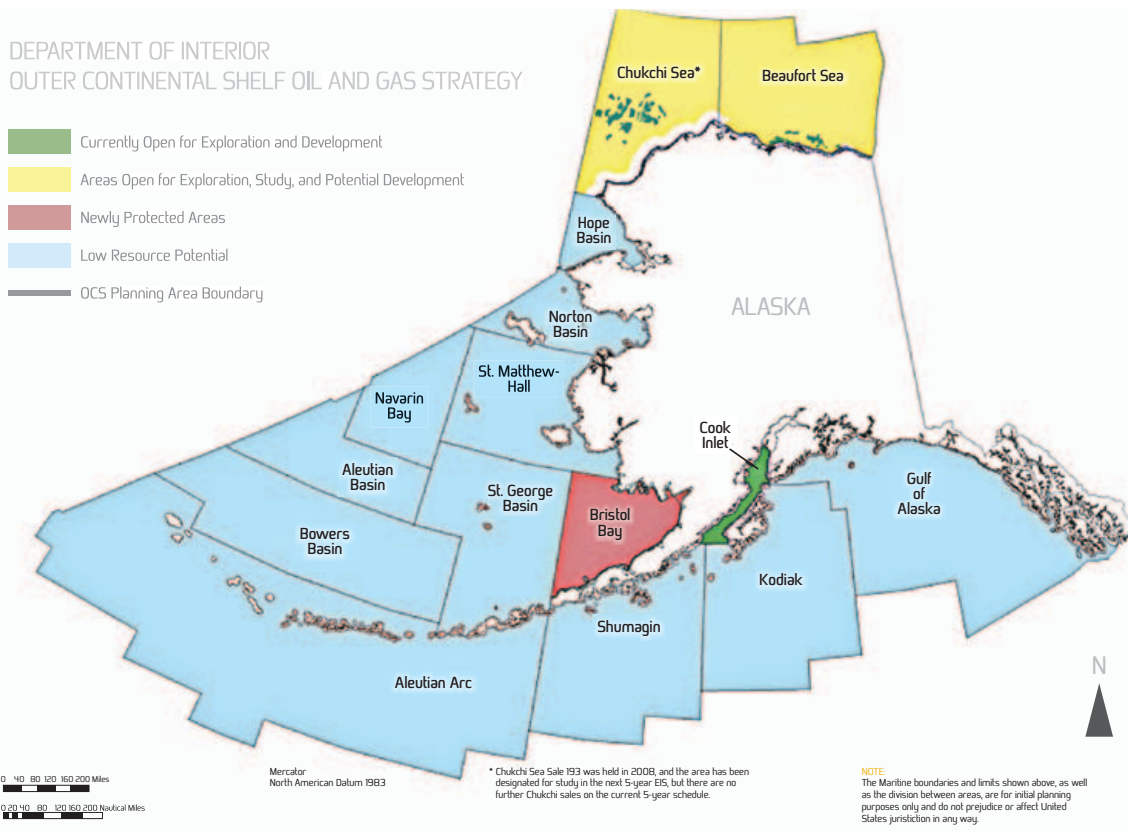 DEPARTMENT OF INTERIOR
OUTER CONTINENTAL SHELF OIL AND GAS STRATEGY
Currently Open for Exploration and Development
Areas Open for Exploration, Study, and Potential Development
Newly Protected Areas
Low Resource Potential
OCS Planning Area Boundary
Chukchi Sea*
Beaufort Sea
Hope
Basin
ALASKA
Norton
Basin
St. Matthew-
Hall
Navarin
Bay
Cook
Inlet
Aleutian
Basin
St. George
Basin
Gulf
of
Alaska
Bristol
Bay
Bowers
Basin
Kodiak
Shumagin
Aleutian Arc
N
0 40 80 120 160 200 Miles
0 20 40 80 120 160 200 Nautical Miles
Mercator
North American Datum 1983
* Chukchi Sea Sale 193 was held in 2008, and the area has been
designated for study in the next 5-year EIS, but there are no
further Chukchi sales on the current 5-year schedule.
NOTE:
The Maritine boundaries and limits shown above, as well
as the division between areas, are for initial planning
purposes only and do not prejudice or affect United
States juristiction in any way.